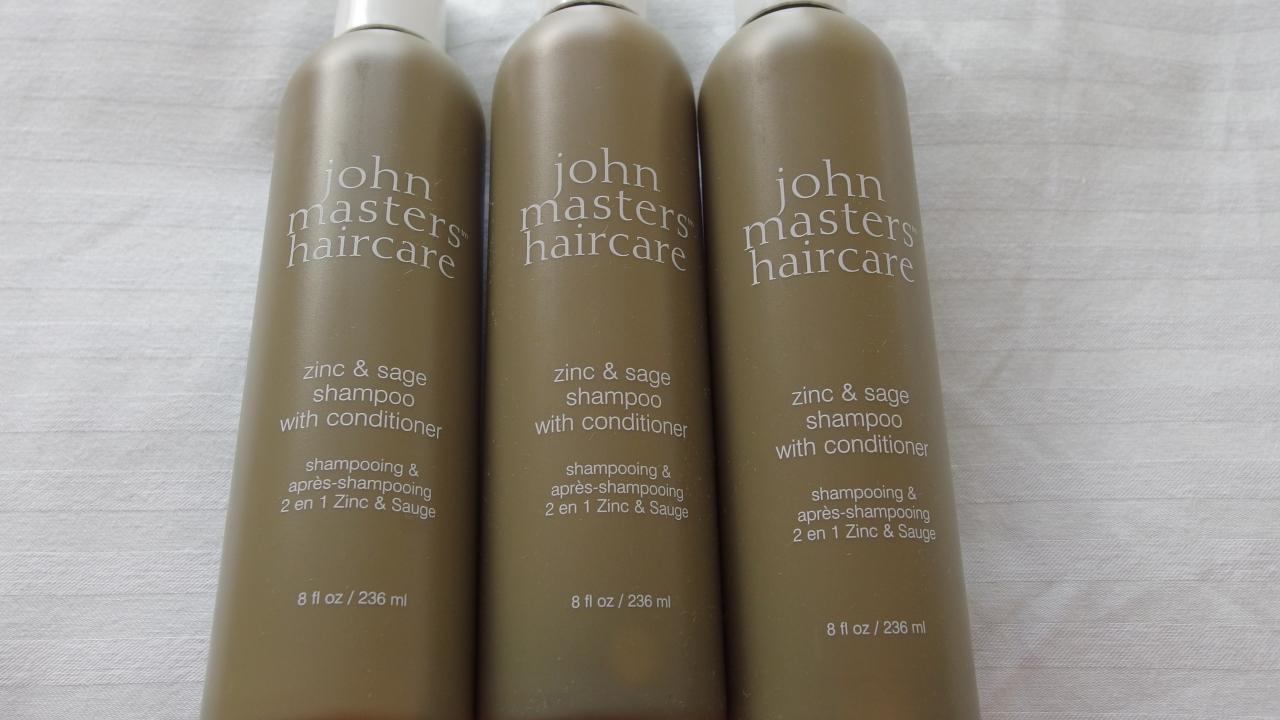 john
masters℠
haircare
zinc & sage
shampoo
with conditioner
shampooing &
après-shampooing
2 en 1 Zinc & Sauge
8 fl oz / 236 ml
john
masters℠
haircare
zinc & sage
shampoo
with conditioner
shampooing &
après-shampooing
2 en 1 Zinc & Sauge
8 fl oz / 236 ml
john
masters℠
haircare
zinc & sage
shampoo
with conditioner
shampooing &
après-shampooing
2 en 1 Zinc & Sauge
8 fl oz / 236 ml